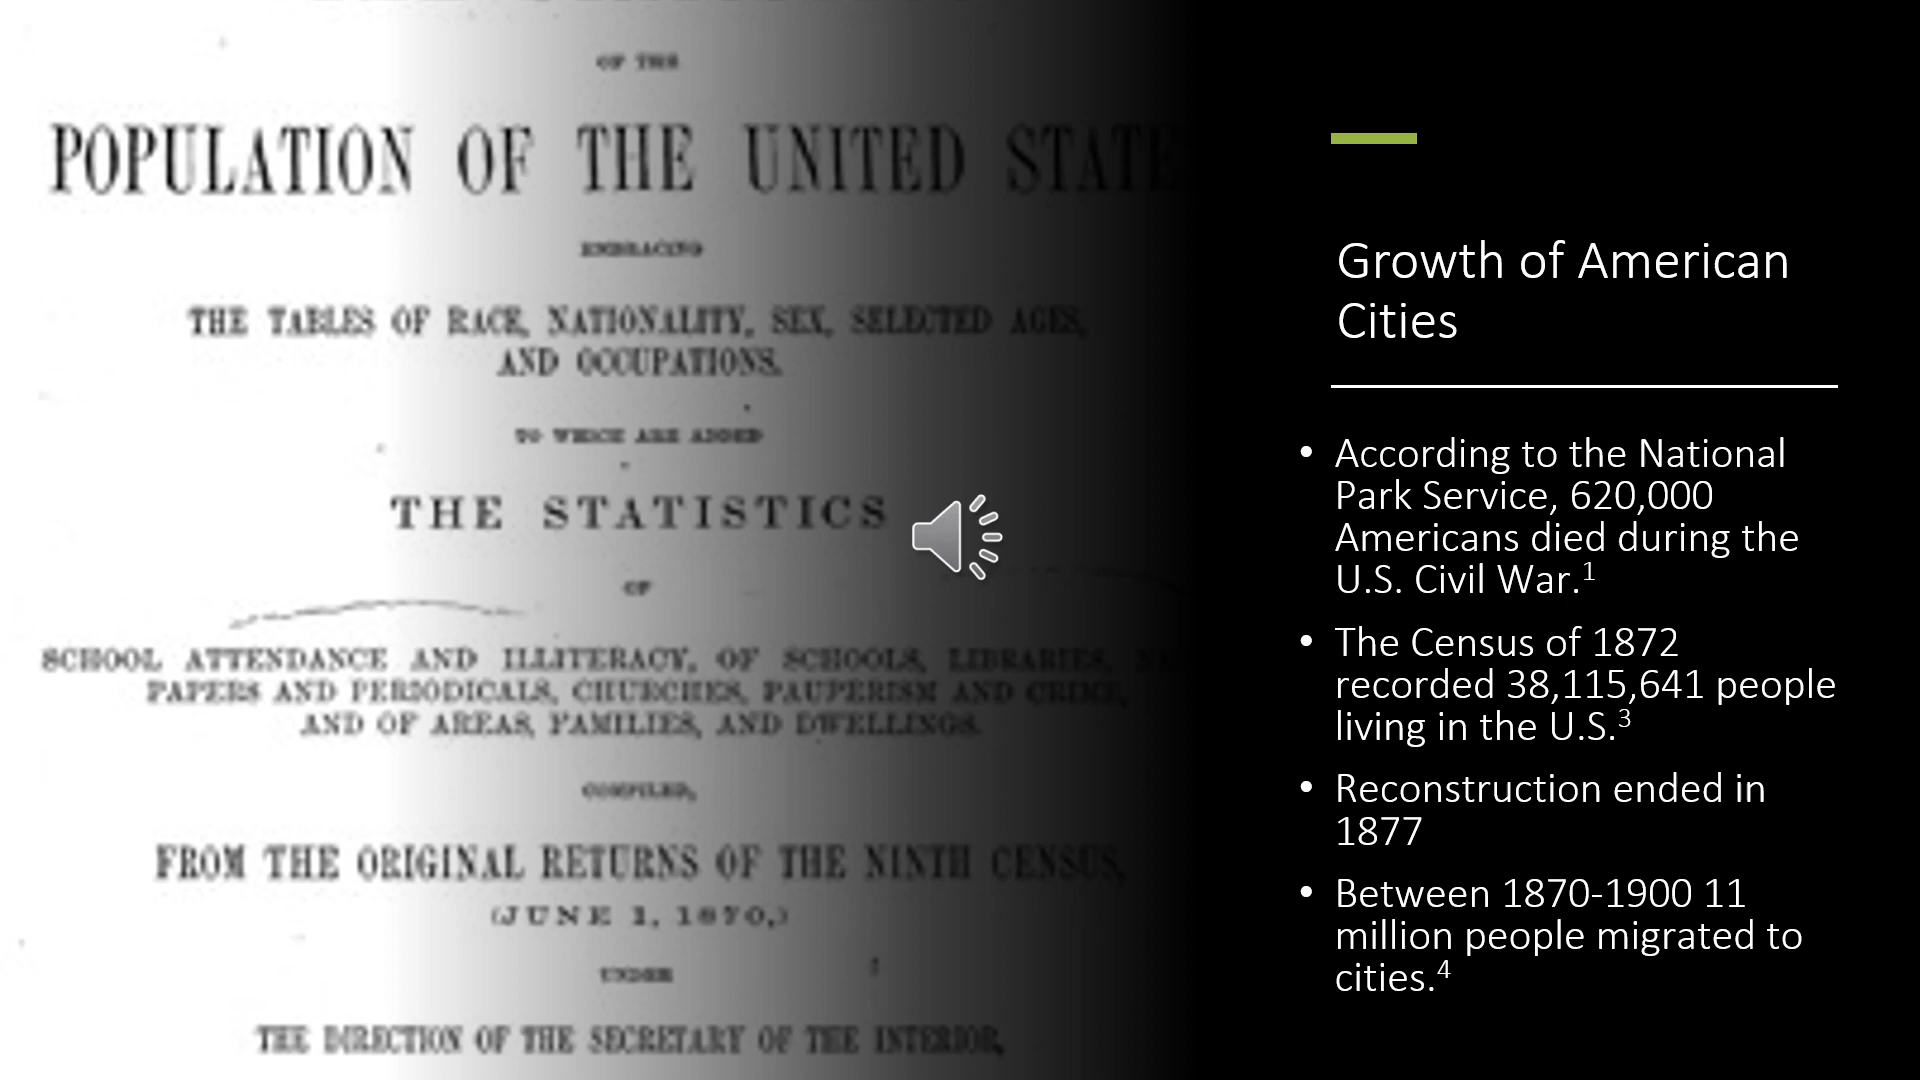 OF THE
POPULATION OF THE UNITED STATE
EMBRACING
THE TABLES OF RACE, NATIONALITY, SEX, SELECTED AGES,
AND OCCUPATIONS.
TO WHICH ARE ADDED
THE STATISTICS
OF
SCHOOL ATTENDANCE AND ILLITERACY, OF SCHOOLS, LIBRARIES,
PAPERS AND PERIODICALS, CHURCHES, PAUPERISM AND CRIME,
AND OF AREAS, FAMILIES, AND DWELLINGS.
COMPILED,
FROM THE ORIGINAL RETURNS OF THE NINTH CENSUS,
(JUNE 1, 1870,)
UNDER
THE DIRECTION OF THE SECRETARY OF THE INTERIOR,
Growth of American
Cities
• According to the National
Park Service, 620,000
Americans died during the
U.S. Civil War.¹
• The Census of 1872
recorded 38,115,641 people
living in the U.S.³
• Reconstruction ended in
1877
• Between 1870-1900 11
million people migrated to
cities.⁴